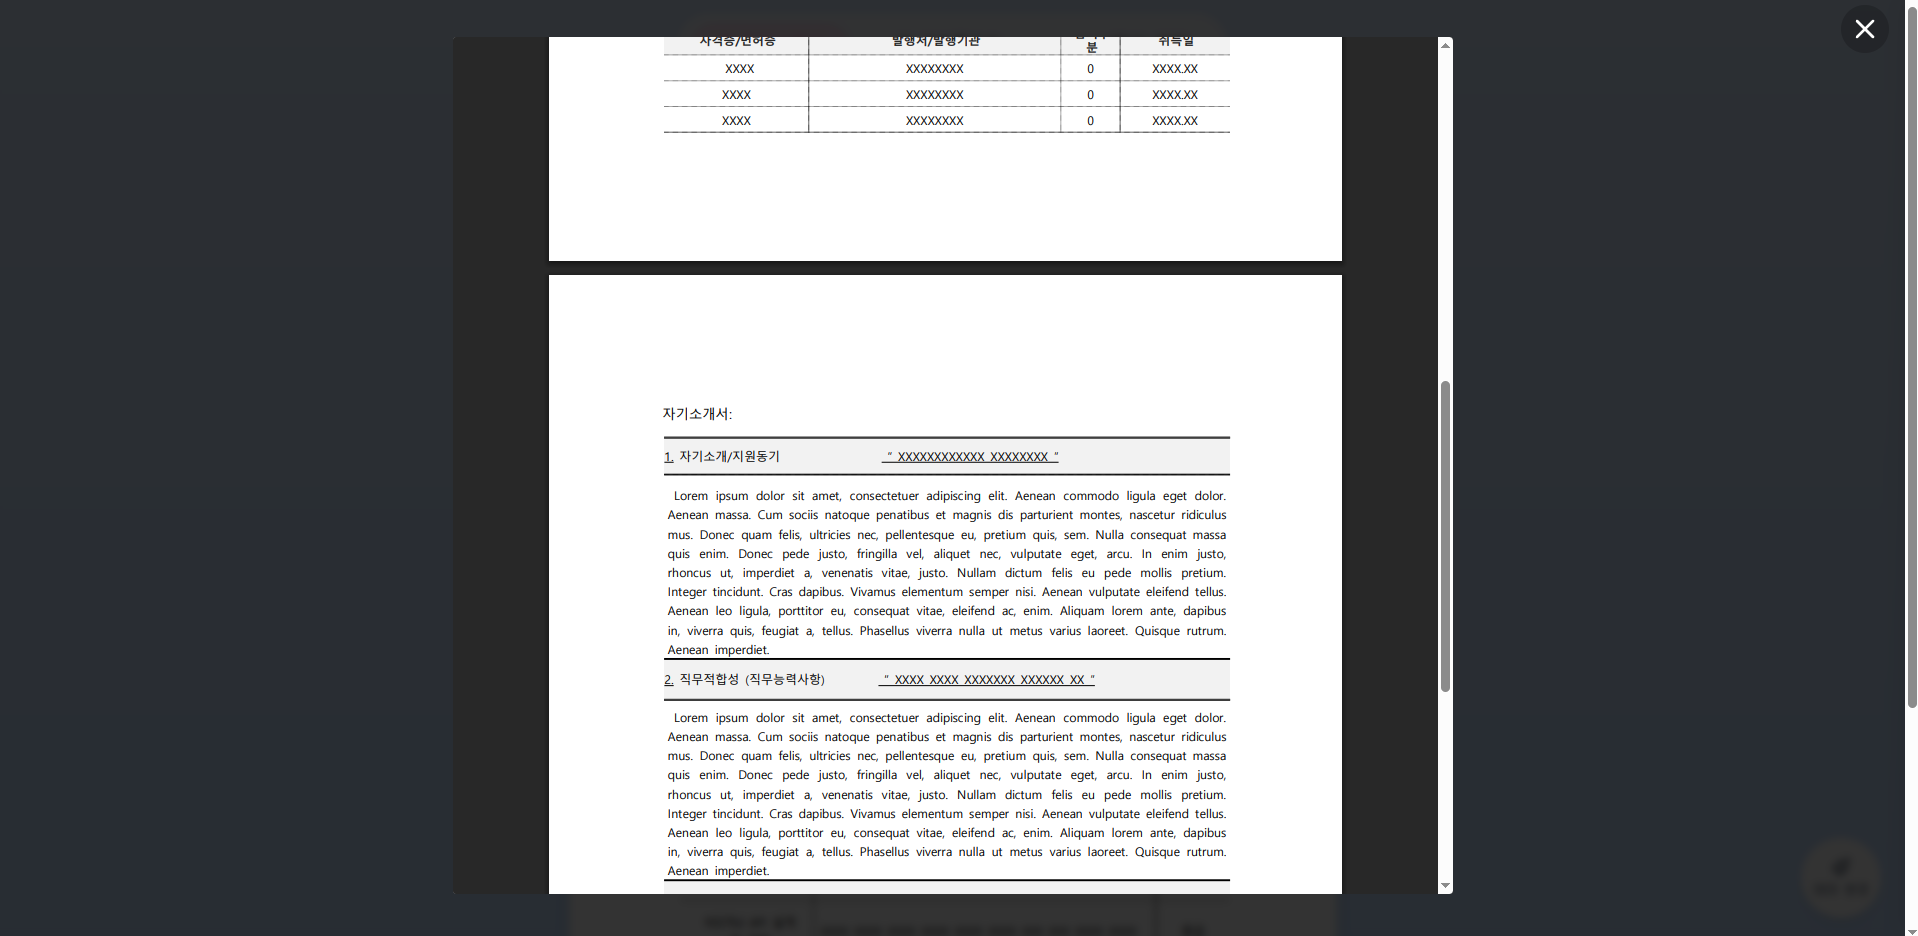 자격증/면허증 발행처/발행기관 분 취득일
XXXX XXXXXXXX 0 XXXX.XX
XXXX XXXXXXXX 0 XXXX.XX
XXXX XXXXXXXX 0 XXXX.XX
자기소개서:
1. 자기소개/지원동기 “ XXXXXXXXXXXX XXXXXXXX “
Lorem ipsum dolor sit amet, consectetuer adipiscing elit. Aenean commodo ligula eget dolor.
Aenean massa. Cum sociis natoque penatibus et magnis dis parturient montes, nascetur ridiculus
mus. Donec quam felis, ultricies nec, pellentesque eu, pretium quis, sem. Nulla consequat massa
quis enim. Donec pede justo, fringilla vel, aliquet nec, vulputate eget, arcu. In enim justo,
rhoncus ut, imperdiet a, venenatis vitae, justo. Nullam dictum felis eu pede mollis pretium.
Integer tincidunt. Cras dapibus. Vivamus elementum semper nisi. Aenean vulputate eleifend tellus.
Aenean leo ligula, porttitor eu, consequat vitae, eleifend ac, enim. Aliquam lorem ante, dapibus
in, viverra quis, feugiat a, tellus. Phasellus viverra nulla ut metus varius laoreet. Quisque rutrum.
Aenean imperdiet.
2. 직무적합성 (직무능력사항) “ XXXX XXXX XXXXXXX XXXXXX XX “
Lorem ipsum dolor sit amet, consectetuer adipiscing elit. Aenean commodo ligula eget dolor.
Aenean massa. Cum sociis natoque penatibus et magnis dis parturient montes, nascetur ridiculus
mus. Donec quam felis, ultricies nec, pellentesque eu, pretium quis, sem. Nulla consequat massa
quis enim. Donec pede justo, fringilla vel, aliquet nec, vulputate eget, arcu. In enim justo,
rhoncus ut, imperdiet a, venenatis vitae, justo. Nullam dictum felis eu pede mollis pretium.
Integer tincidunt. Cras dapibus. Vivamus elementum semper nisi. Aenean vulputate eleifend tellus.
Aenean leo ligula, porttitor eu, consequat vitae, eleifend ac, enim. Aliquam lorem ante, dapibus
in, viverra quis, feugiat a, tellus. Phasellus viverra nulla ut metus varius laoreet. Quisque rutrum.
Aenean imperdiet.